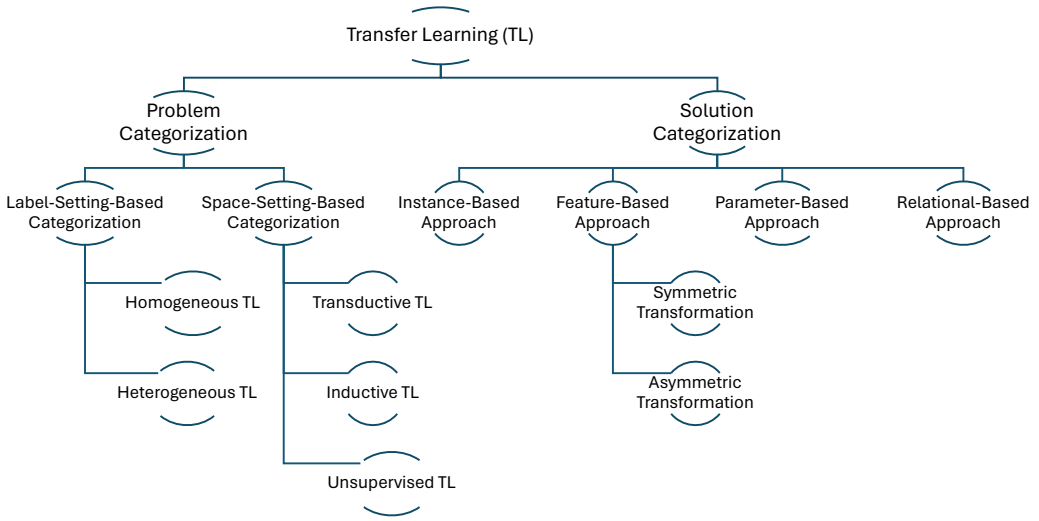 Transfer Learning (TL)
Problem
Categorization
Solution
Categorization
Label-Setting-Based
Categorization
Space-Setting-Based
Categorization
Instance-Based
Approach
Feature-Based
Approach
Parameter-Based
Approach
Relational-Based
Approach
Homogeneous TL
Transductive TL
Symmetric
Transformation
Heterogeneous TL
Inductive TL
Asymmetric
Transformation
Unsupervised TL